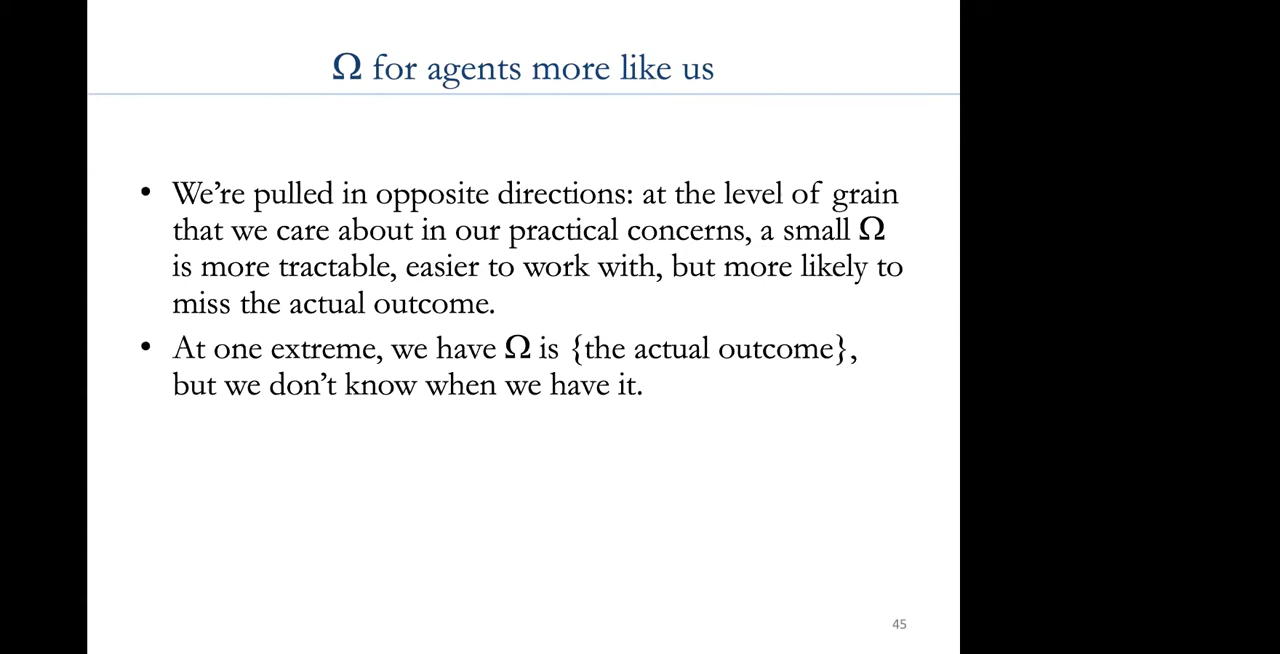 Ω for agents more like us
• We’re pulled in opposite directions: at the level of grain
that we care about in our practical concerns, a small Ω
is more tractable, easier to work with, but more likely to
miss the actual outcome.
• At one extreme, we have Ω is {the actual outcome},
but we don’t know when we have it.
45